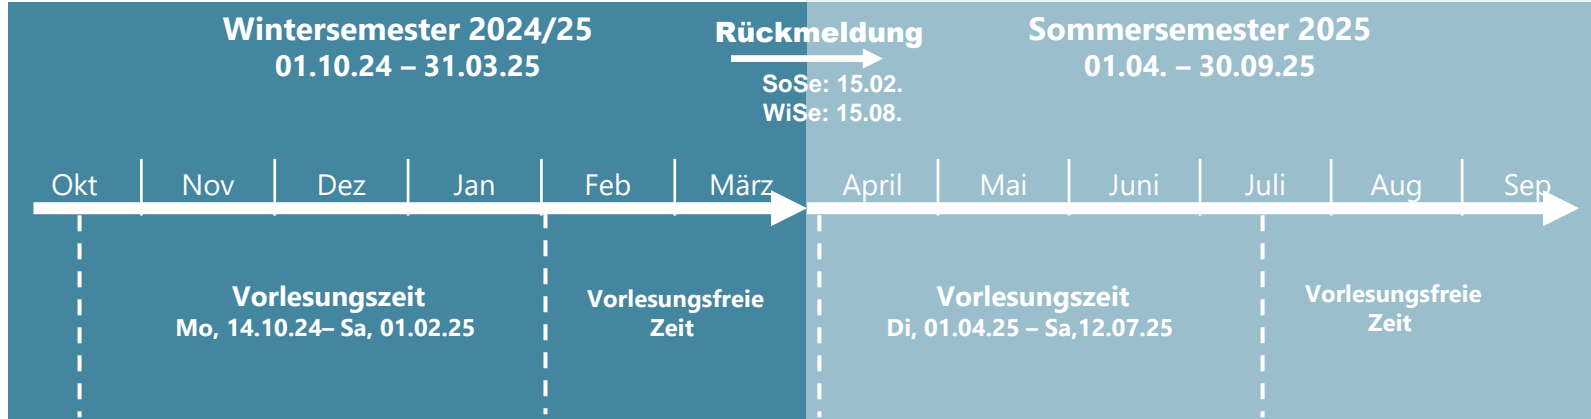 Wintersemester 2024/25
01.10.24 – 31.03.25
Rückmeldung
SoSe: 15.02.
WiSe: 15.08.
Sommersemester 2025
01.04. – 30.09.25
Okt Nov Dez Jan Feb März April Mai Juni Juli Aug Sep
Vorlesungszeit
Mo, 14.10.24– Sa, 01.02.25
Vorlesungsfreie
Zeit
Vorlesungszeit
Di, 01.04.25 – Sa,12.07.25
Vorlesungsfreie
Zeit